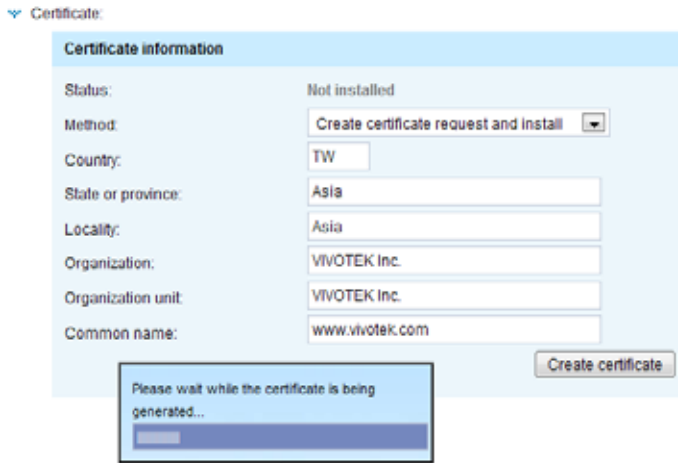 Certificate:
Certificate information
Status: Not installed
Method: Create certificate request and install
Country: TW
State or province: Asia
Locality: Asia
Organization: VIVOTEK Inc.
Organization unit: VIVOTEK Inc.
Common name: www.vivotek.com
Create certificate
Please wait while the certificate is being
generated...